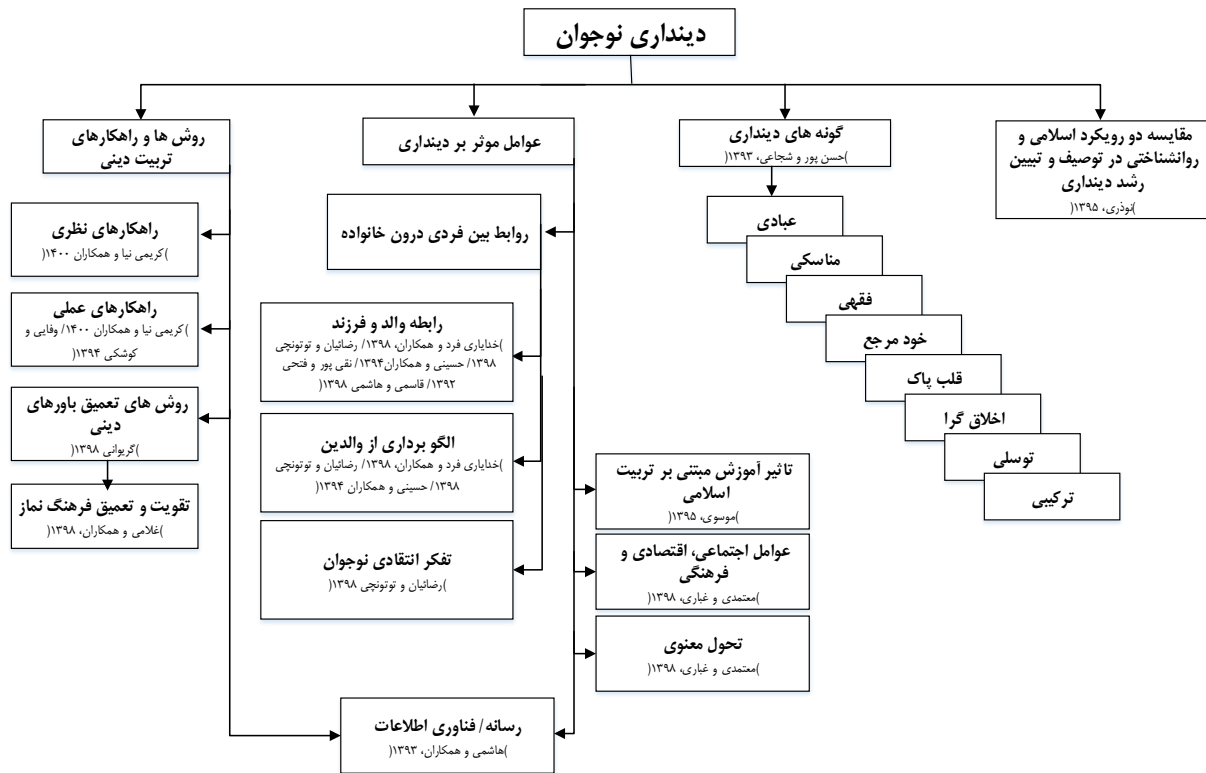 دینداری نوجوان
مقایسه دو رویکرد اسلامی و
روانشناختی در توصیف و تبیین
رشد دینداری
)نوذری، ۱۳۹۵(
گونه های دینداری
)حسن پور و شجاعی، ۱۳۹۳(
عبادی
مناسکی
فقهی
خود مرجع
قلب پاک
اخلاق گرا
توسلی
ترکیبی
عوامل موثر بر دینداری
روابط بین فردی درون خانواده
رابطه والد و فرزند
)خدایاری فرد و همکاران، ۱۳۹۸/ رضائیان و توتونچی
۱۳۹۸/ حسینی و همکاران۱۳۹۴/ نقی پور و فتحی
۱۳۹۲/ قاسمی و هاشمی ۱۳۹۸(
الگو برداری از والدین
)خدایاری فرد و همکاران، ۱۳۹۸/ رضائیان و توتونچی
۱۳۹۸/ حسینی و همکاران ۱۳۹۴(
تفکر انتقادی نوجوان
)رضائیان و توتونچی ۱۳۹۸(
تاثیر آموزش مبتنی بر تربیت
اسلامی
)موسوی، ۱۳۹۵(
عوامل اجتماعی، اقتصادی و
فرهنگی
)معتمدی و غباری، ۱۳۹۸(
تحول معنوی
)معتمدی و غباری، ۱۳۹۸(
رسانه/ فناوری اطلاعات
)هاشمی و همکاران، ۱۳۹۳(
روش ها و راهکارهای
تربیت دینی
راهکارهای نظری
)کریمی نیا و همکاران ۱۴۰۰(
راهکارهای عملی
)کریمی نیا و همکاران ۱۴۰۰/ وفایی و
کوشکی ۱۳۹۴(
روش های تعمیق باورهای
دینی
)گریوانی ۱۳۹۸(
تقویت و تعمیق فرهنگ نماز
)غلامی و همکاران، ۱۳۹۸(